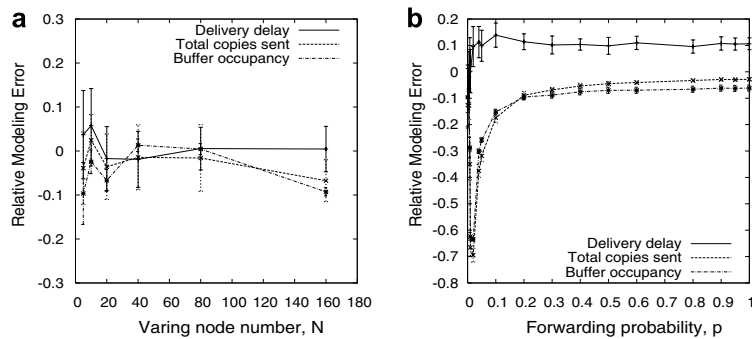 a
0.3
0.2
0.1
0
-0.1
-0.2
-0.3
Relative Modeling Error
Delivery delay
Total copies sent
Buffer occupancy
0 20 40 60 80 100 120 140 160 180
Varing node number, N
b
0.2
0.1
0
-0.1
-0.2
-0.3
-0.4
-0.5
-0.6
-0.7
-0.8
Relative Modeling Error
Delivery delay
Total copies sent
Buffer occupancy
0 0.1 0.2 0.3 0.4 0.5 0.6 0.7 0.8 0.9 1
Forwarding probability, p